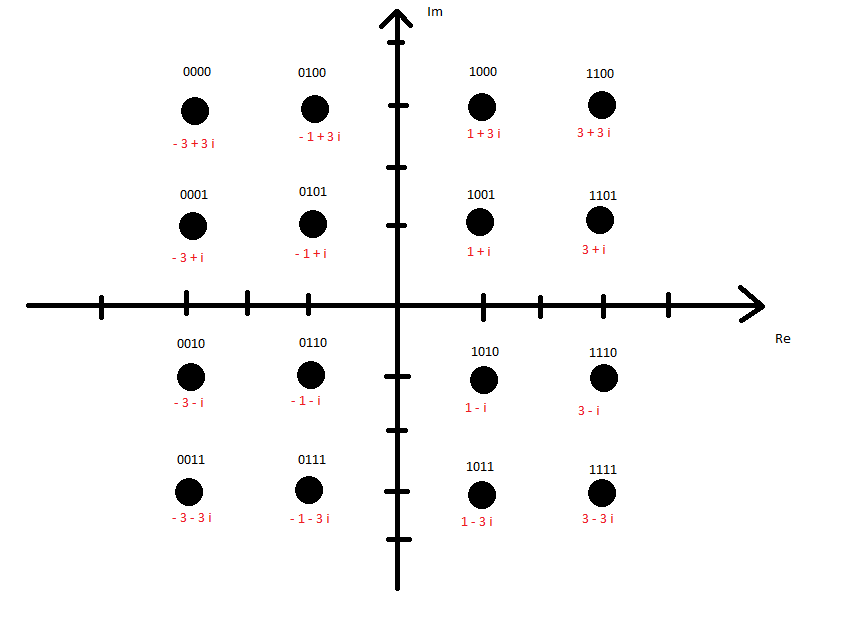 Im
0000 0100 1000 1100
- 3 + 3 i - 1 + 3 i 1 + 3 i 3 + 3 i
0001 0101 1001 1101
- 3 + i - 1 + i 1 + i 3 + i
Re
0010 0110 1010 1110
- 3 - i - 1 - i 1 - i 3 - i
0011 0111 1011 1111
- 3 - 3 i - 1 - 3 i 1 - 3 i 3 - 3 i